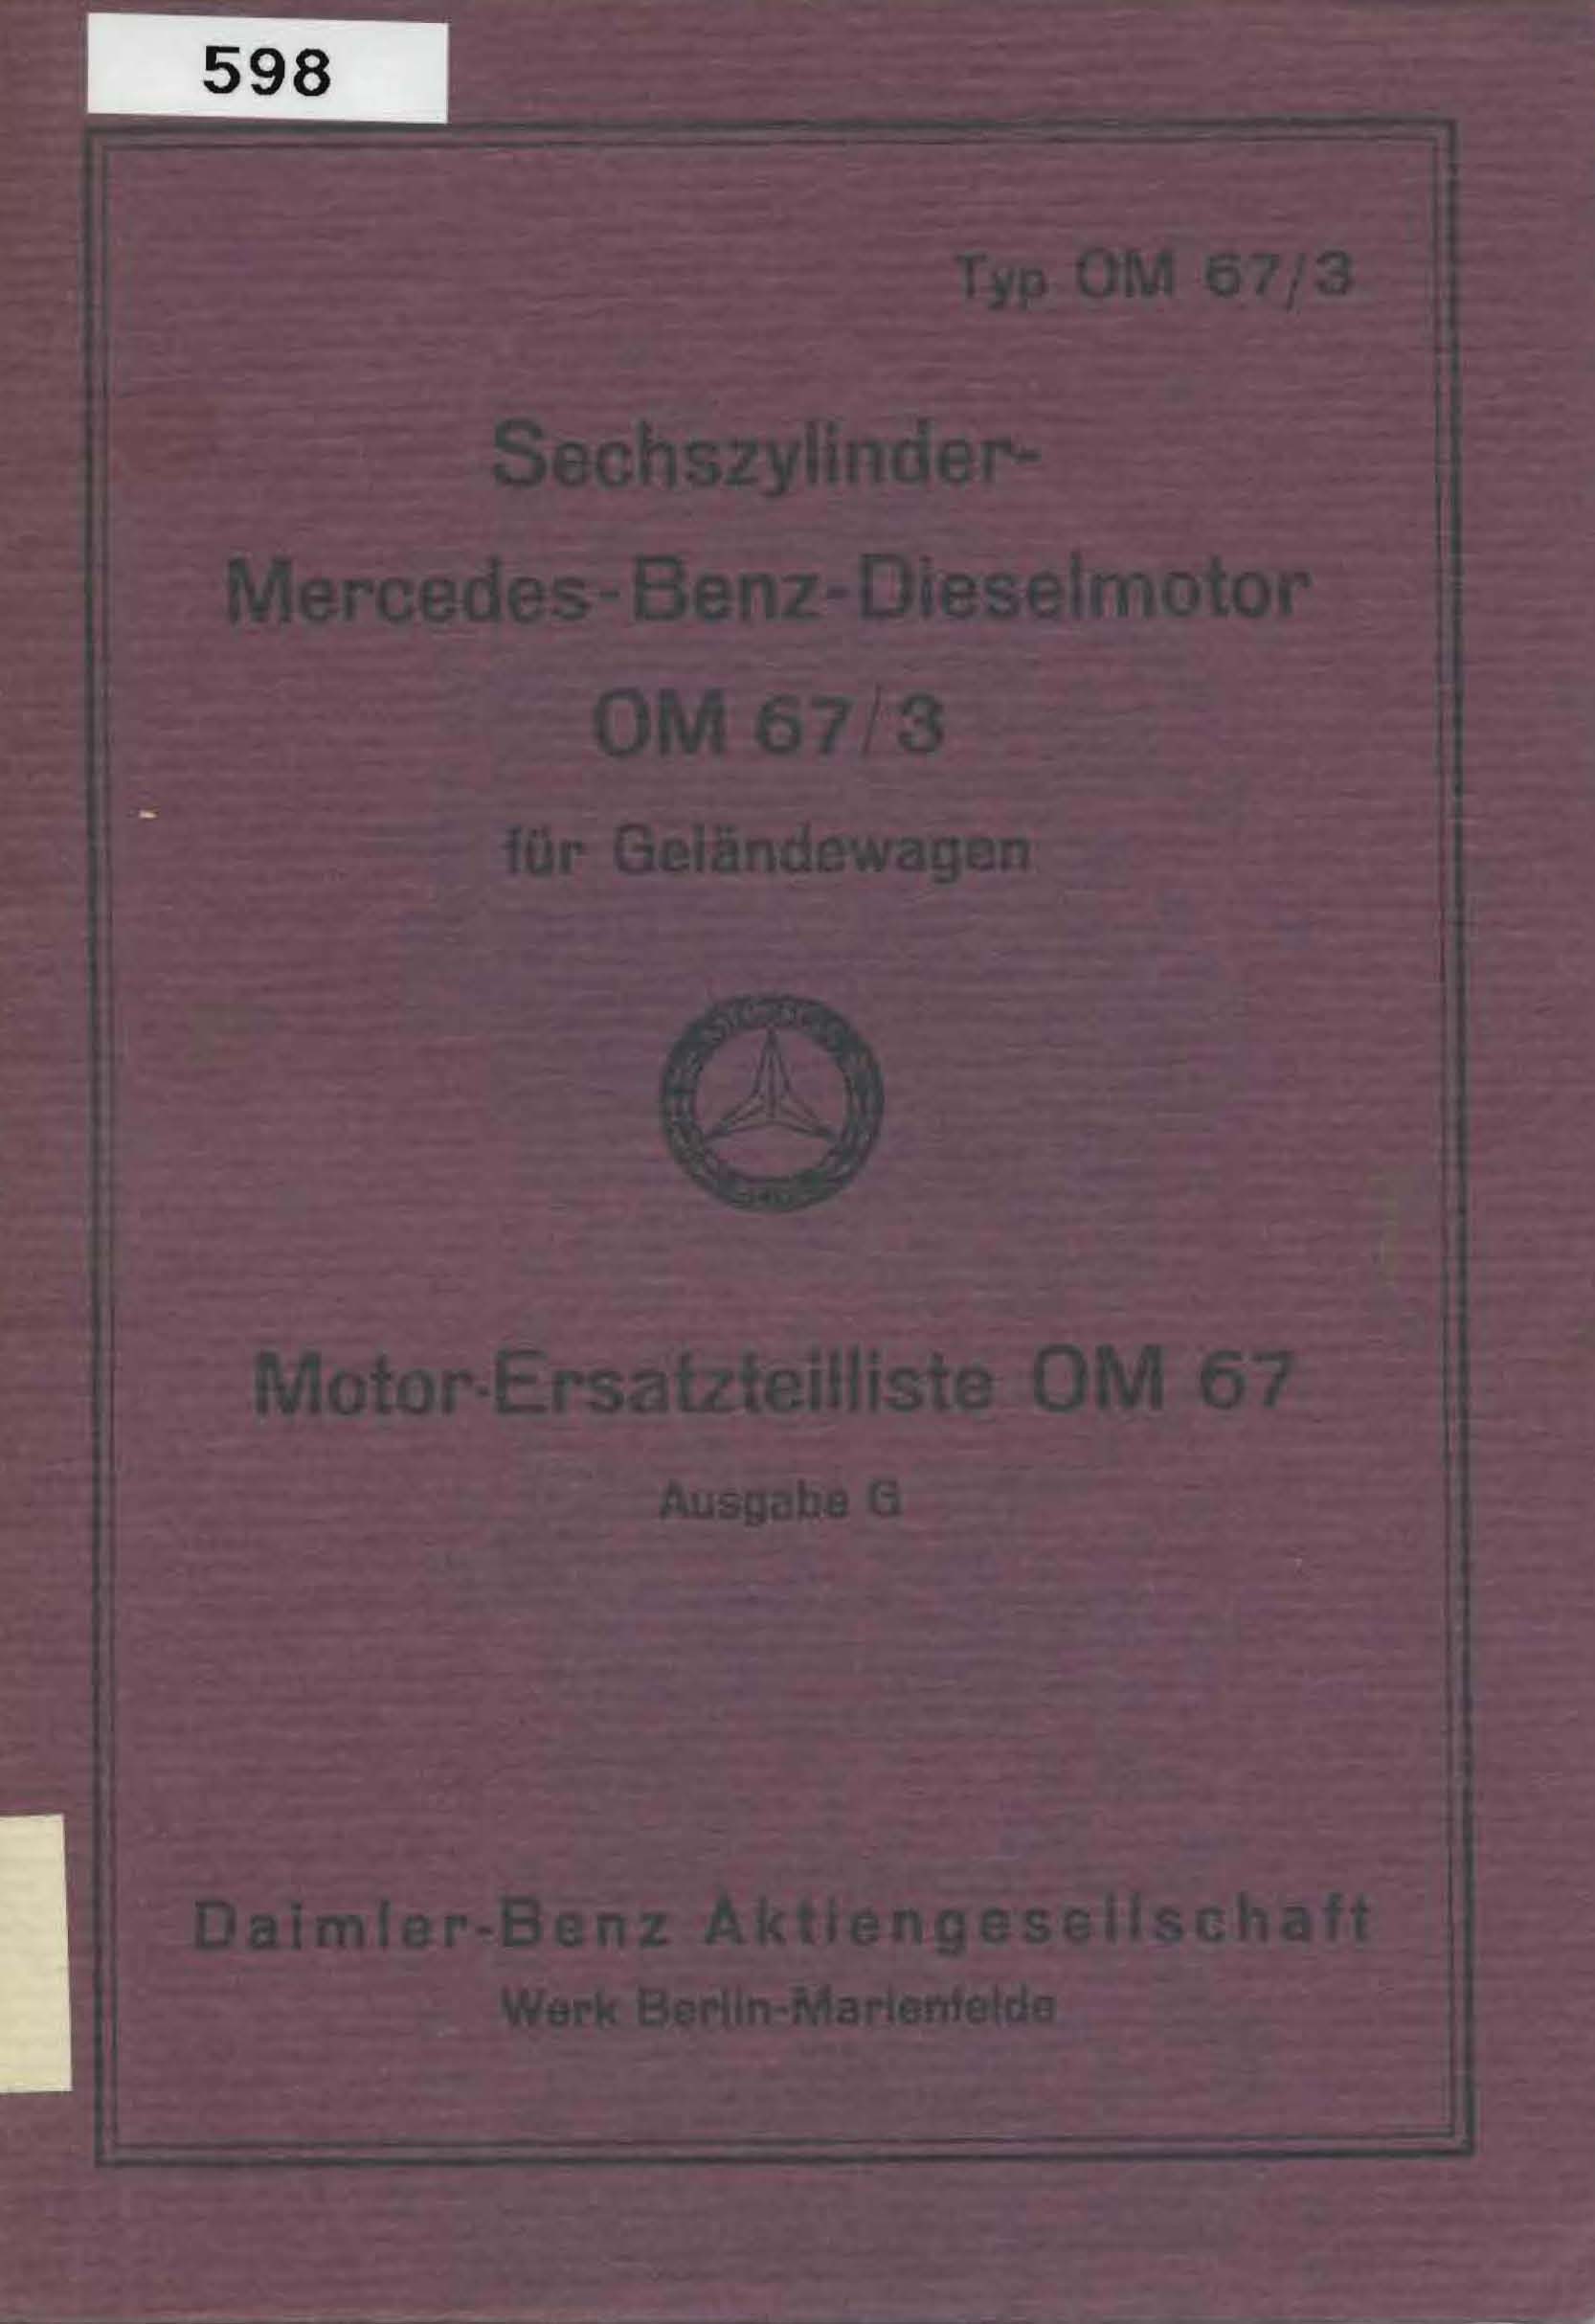 598
Typ OM 67/3
Sechszylinder-
Mercedes-Benz-Dieselmotor
OM 67/3
für Geländewagen
Motor-Ersatzteilliste OM 67
Ausgabe G
Daimler-Benz Aktiengesellschaft
Werk Berlin-Marienfelde